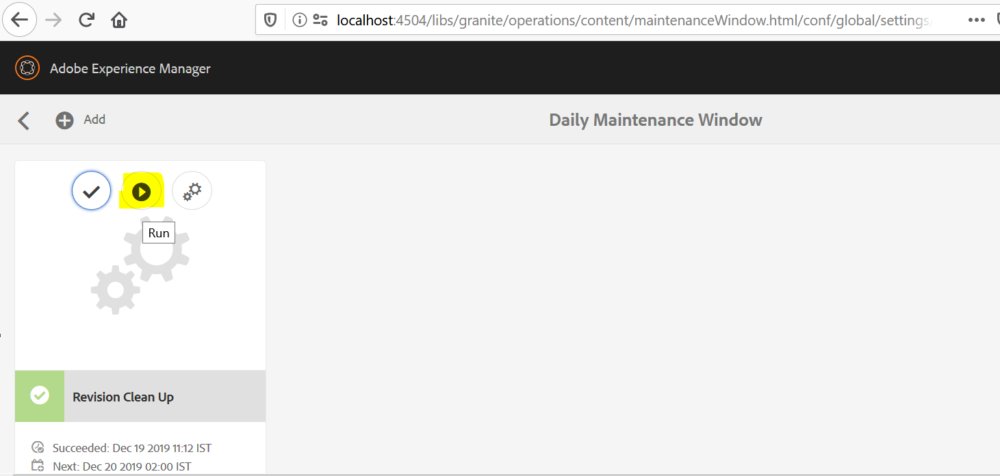 localhost:4504/libs/granite/operations/content/maintenanceWindow.html/conf/global/settings/
Adobe Experience Manager
Add
Daily Maintenance Window
Run
Revision Clean Up
Succeeded: Dec 19 2019 11:12 IST
Next: Dec 20 2019 02:00 IST